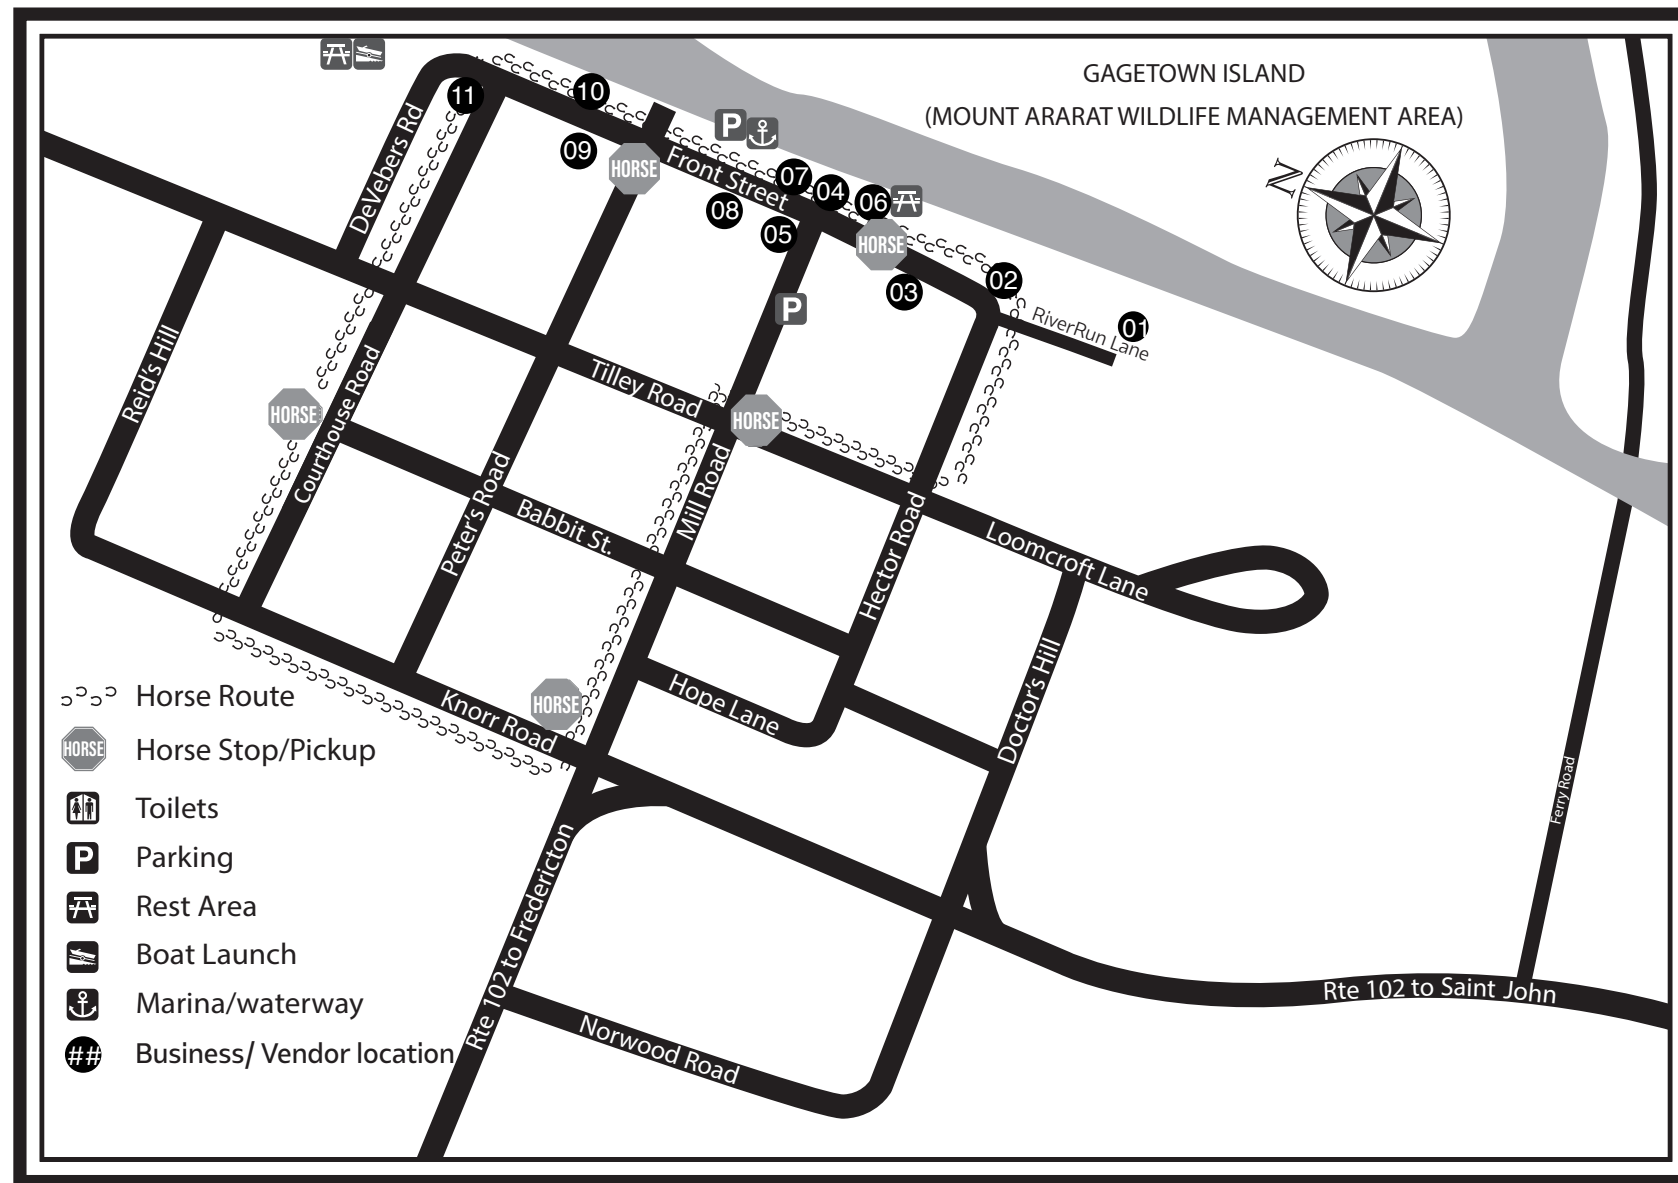 GAGETOWN ISLAND
(MOUNT ARARAT WILDLIFE MANAGEMENT AREA)
N
11
10
09
HORSE
P
Front Street
07
04
06
08
05
HORSE
03
02
01
RiverRun Lane
P
DeVebers Rd
Reid's Hill
HORSE
Courthouse Road
Tilley Road
HORSE
Peter's Road
Babbit St.
Mill Road
Hector Road
Loomcroft Lane
Doctor's Hill
Hope Lane
HORSE
Knorr Road
Ferry Road
Rte 102 to Fredericton
Rte 102 to Saint John
Norwood Road
Horse Route
HORSE Horse Stop/Pickup
Toilets
P Parking
Rest Area
Boat Launch
Marina/waterway
## Business/ Vendor location